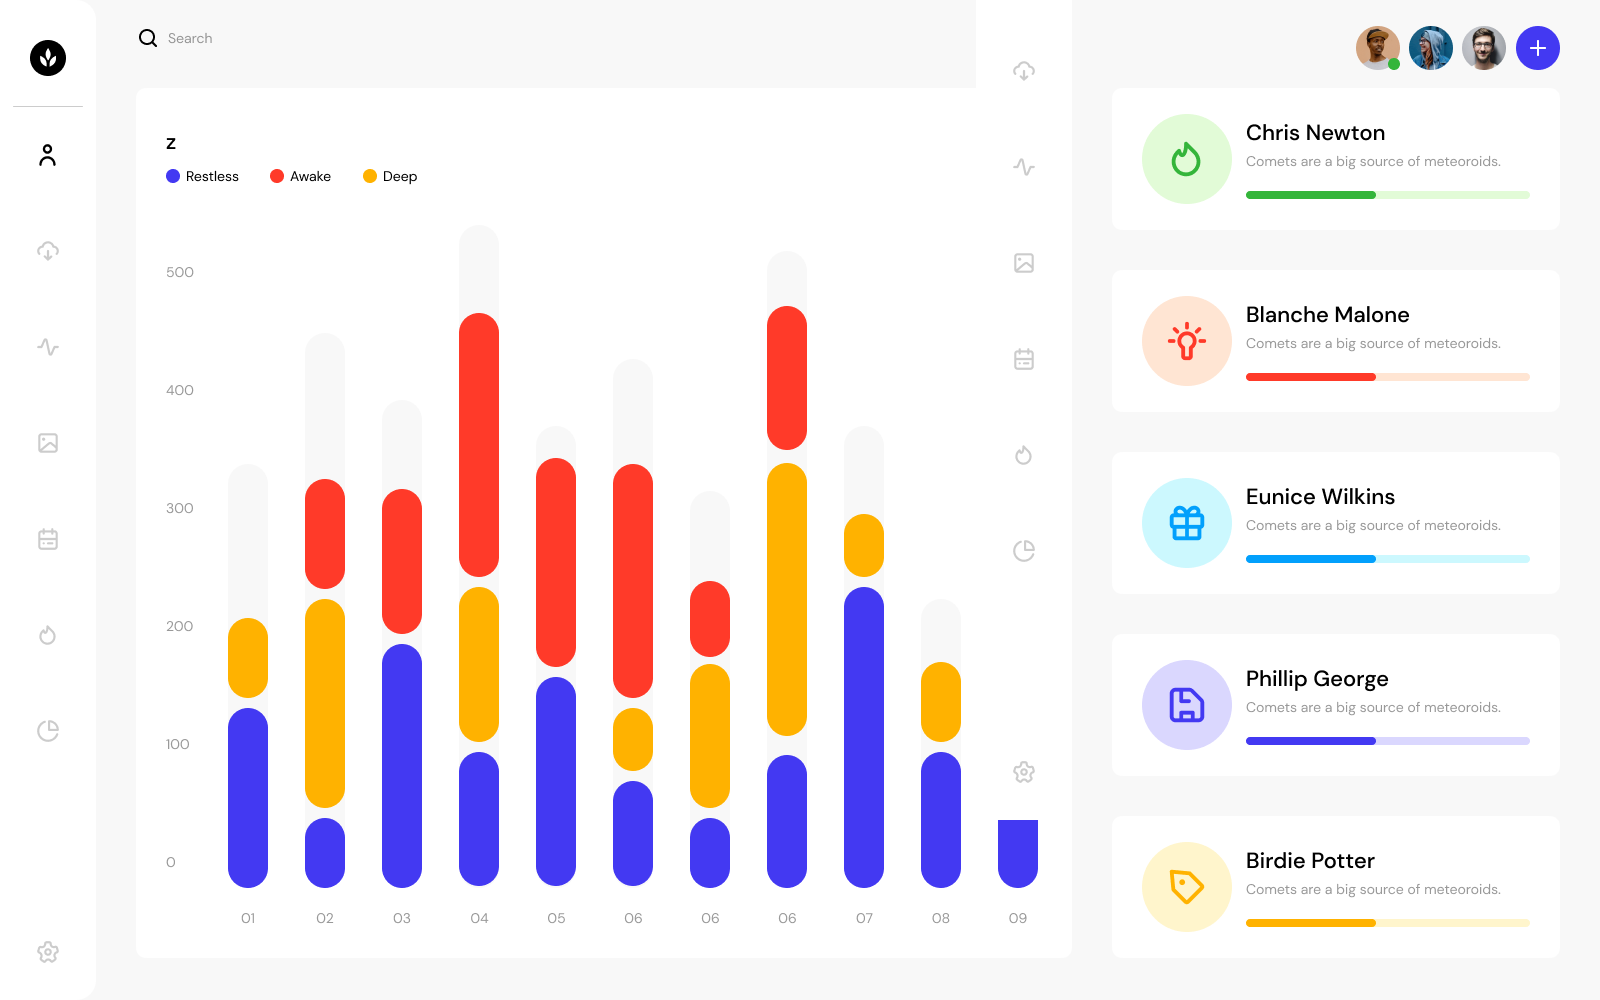 Search
z
Restless
Awake
Deep
500
400
300
200
100
0
01 02 03 04 05 06 06 06 07 08 09
Chris Newton
Comets are a big source of meteoroids.
Blanche Malone
Comets are a big source of meteoroids.
Eunice Wilkins
Comets are a big source of meteoroids.
Phillip George
Comets are a big source of meteoroids.
Birdie Potter
Comets are a big source of meteoroids.